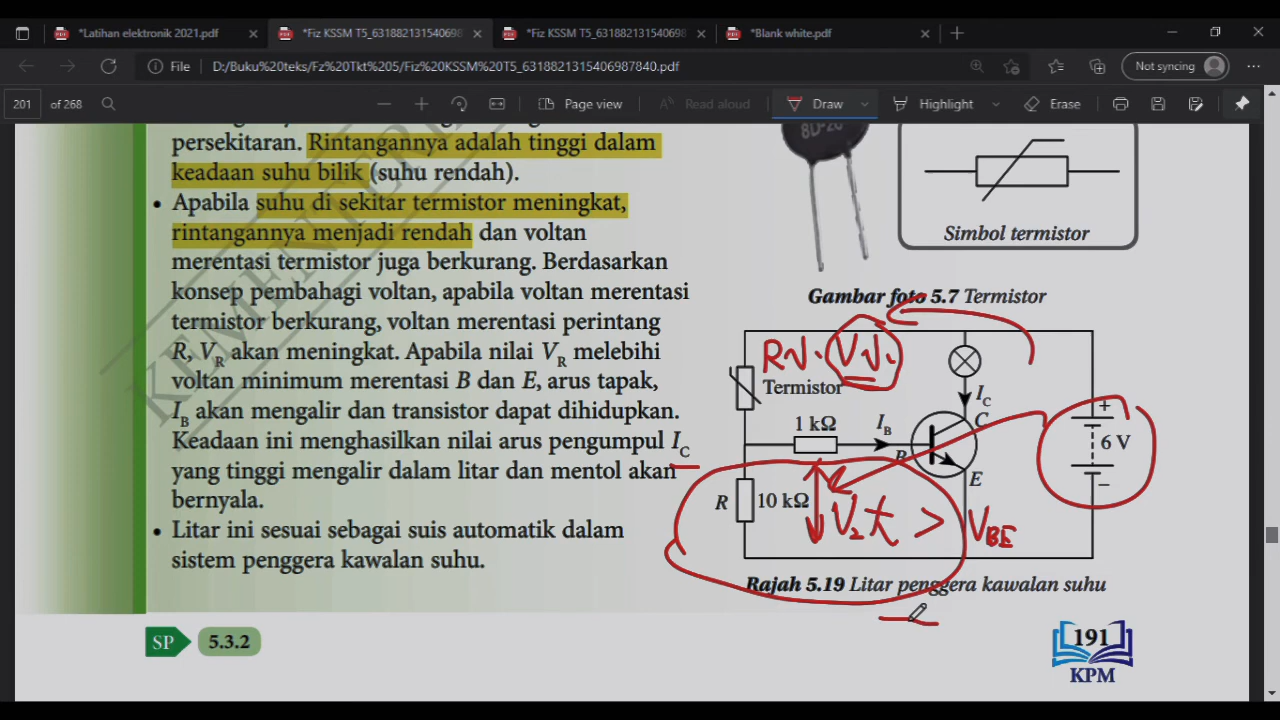 *Latihan elektronik 2021.pdf
*Fiz KSSM T5_631882131540698
*Fiz KSSM T5_631882131540698
*Blank white.pdf
File
D:/Buku%20teks/Fz%20Tkt%205/Fiz%20KSSM%20T5_6318821315406987840.pdf
Not syncing
201 of 268
Page view
Read aloud
Draw
Highlight
Erase
persekitaran. Rintangannya adalah tinggi dalam
keadaan suhu bilik (suhu rendah).
• Apabila suhu di sekitar termistor meningkat,
rintangannya menjadi rendah dan voltan
merentasi termistor juga berkurang. Berdasarkan
konsep pembahagi voltan, apabila voltan merentasi
termistor berkurang, voltan merentasi perintang
R, VR akan meningkat. Apabila nilai VR melebihi
voltan minimum merentasi B dan E, arus tapak,
IB akan mengalir dan transistor dapat dihidupkan.
Keadaan ini menghasilkan nilai arus pengumpul IC
yang tinggi mengalir dalam litar dan mentol akan
bernyala.
• Litar ini sesuai sebagai suis automatik dalam
sistem penggera kawalan suhu.
SP 5.3.2
KEMENTER
Simbol termistor
Gambar foto 5.7 Termistor
Termistor
IC
1 kΩ
IB
C
B
E
+
6 V
−
R
10 kΩ
V2
> VBE
Rajah 5.19 Litar penggera kawalan suhu
191
KPM